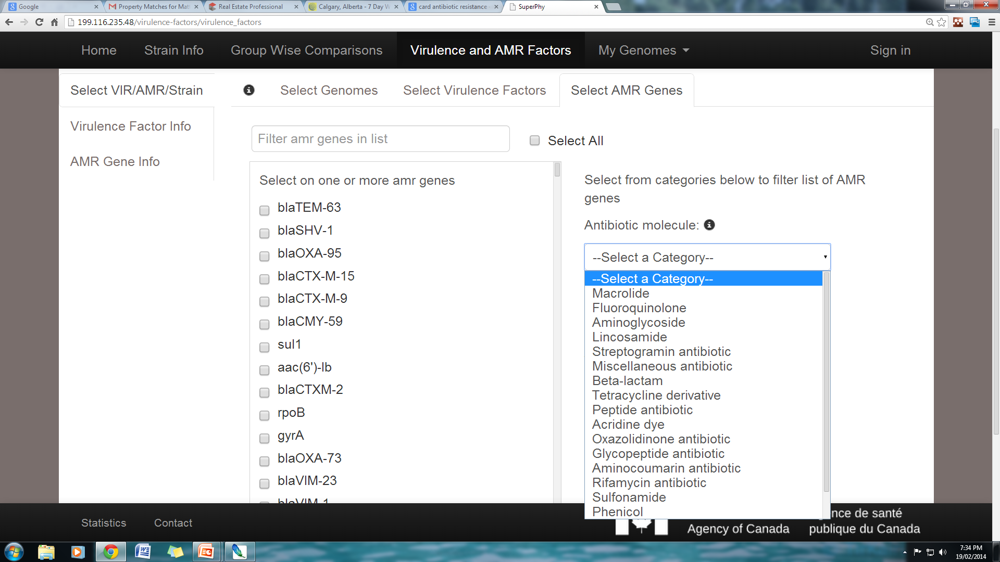 Google
Property Matches for Mat
Real Estate Professional
Calgary, Alberta - 7 Day W
card antibiotic resistance
SuperPhy
199.116.235.48/virulence-factors/virulence_factors
Home
Strain Info
Group Wise Comparisons
Virulence and AMR Factors
My Genomes
Sign in
Select VIR/AMR/Strain
Virulence Factor Info
AMR Gene Info
Select Genomes
Select Virulence Factors
Select AMR Genes
Filter amr genes in list
Select All
Select on one or more amr genes
blaTEM-63
blaSHV-1
blaOXA-95
blaCTX-M-15
blaCTX-M-9
blaCMY-59
sul1
aac(6')-Ib
blaCTXM-2
rpoB
gyrA
blaOXA-73
blaVIM-23
blaVIM-1
Select from categories below to filter list of AMR
genes
Antibiotic molecule:
--Select a Category--
--Select a Category--
Macrolide
Fluoroquinolone
Aminoglycoside
Lincosamide
Streptogramin antibiotic
Miscellaneous antibiotic
Beta-lactam
Tetracycline derivative
Peptide antibiotic
Acridine dye
Oxazolidinone antibiotic
Glycopeptide antibiotic
Aminocoumarin antibiotic
Rifamycin antibiotic
Sulfonamide
Phenicol
Statistics
Contact
Agency of Canada
nce de santé
publique du Canada
7:34 PM
19/02/2014